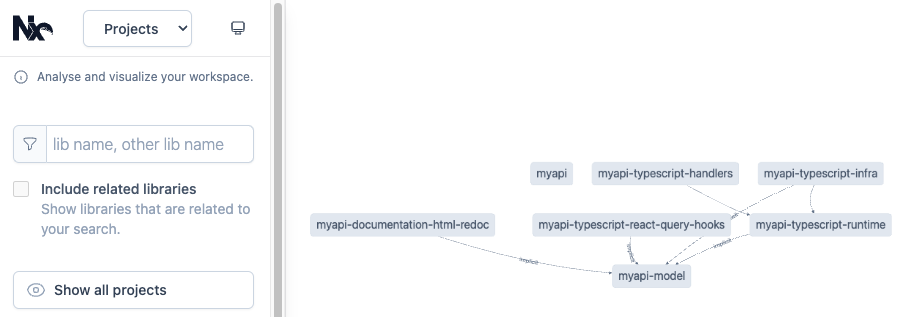 Nx
Projects
Analyse and visualize your workspace.
lib name, other lib name
Include related libraries
Show libraries that are related to
your search.
Show all projects
myapi
myapi-typescript-handlers
myapi-typescript-infra
myapi-documentation-html-redoc
myapi-typescript-react-query-hooks
myapi-typescript-runtime
implicit
implicit
implicit
myapi-model